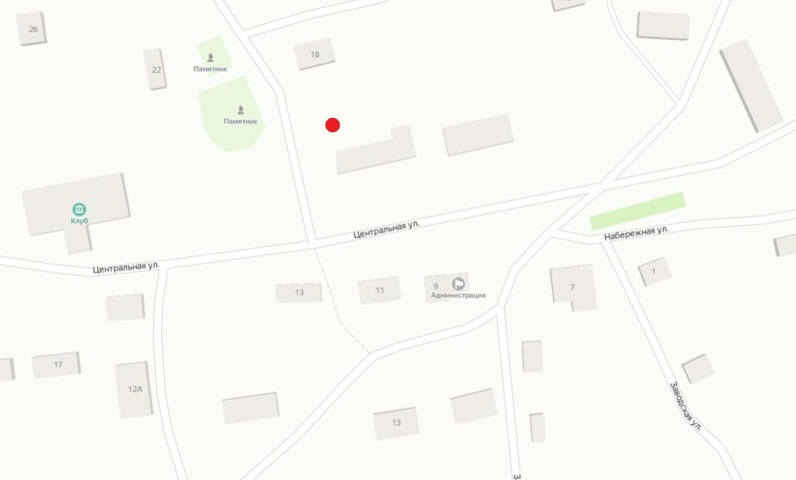 26
22
18
Памятник
Памятник
Клуб
Центральная ул.
Набережная ул.
Центральная ул.
1
7
9
Администрация
11
13
17
12А
13
Заводская ул.
З